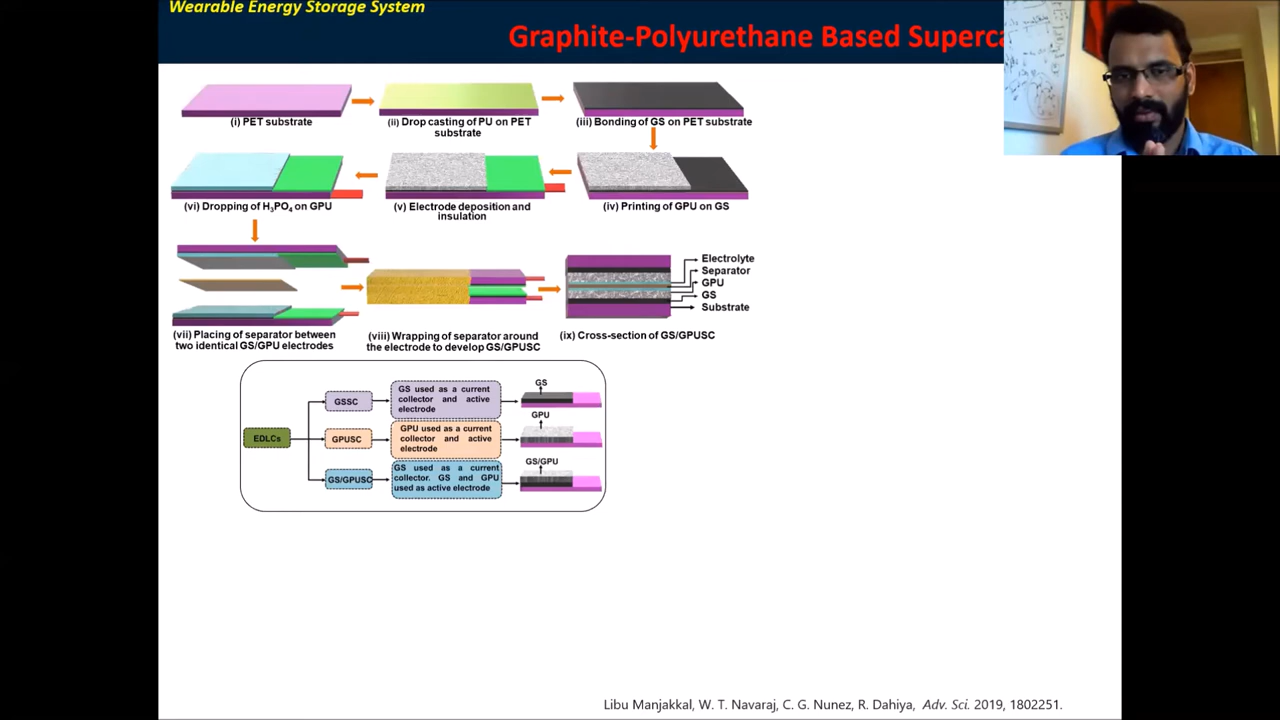 Wearable Energy Storage System
Graphite-Polyurethane Based Superca
(i) PET substrate
(ii) Drop casting of PU on PET
substrate
(iii) Bonding of GS on PET substrate
(vi) Dropping of H₃PO₄ on GPU
(v) Electrode deposition and
insulation
(iv) Printing of GPU on GS
(vii) Placing of separator between
two identical GS/GPU electrodes
(viii) Wrapping of separator around
the electrode to develop GS/GPUSC
Electrolyte
Separator
GPU
GS
Substrate
(ix) Cross-section of GS/GPUSC
EDLCs
GSSC
GS used as a current
collector and active
electrode
GS
GPUSC
GPU used as a current
collector and active
electrode
GPU
GS/GPUSC
GS used as a current
collector. GS and GPU
used as active electrode
GS/GPU
Libu Manjakkal, W. T. Navaraj, C. G. Nunez, R. Dahiya, Adv. Sci. 2019, 1802251.